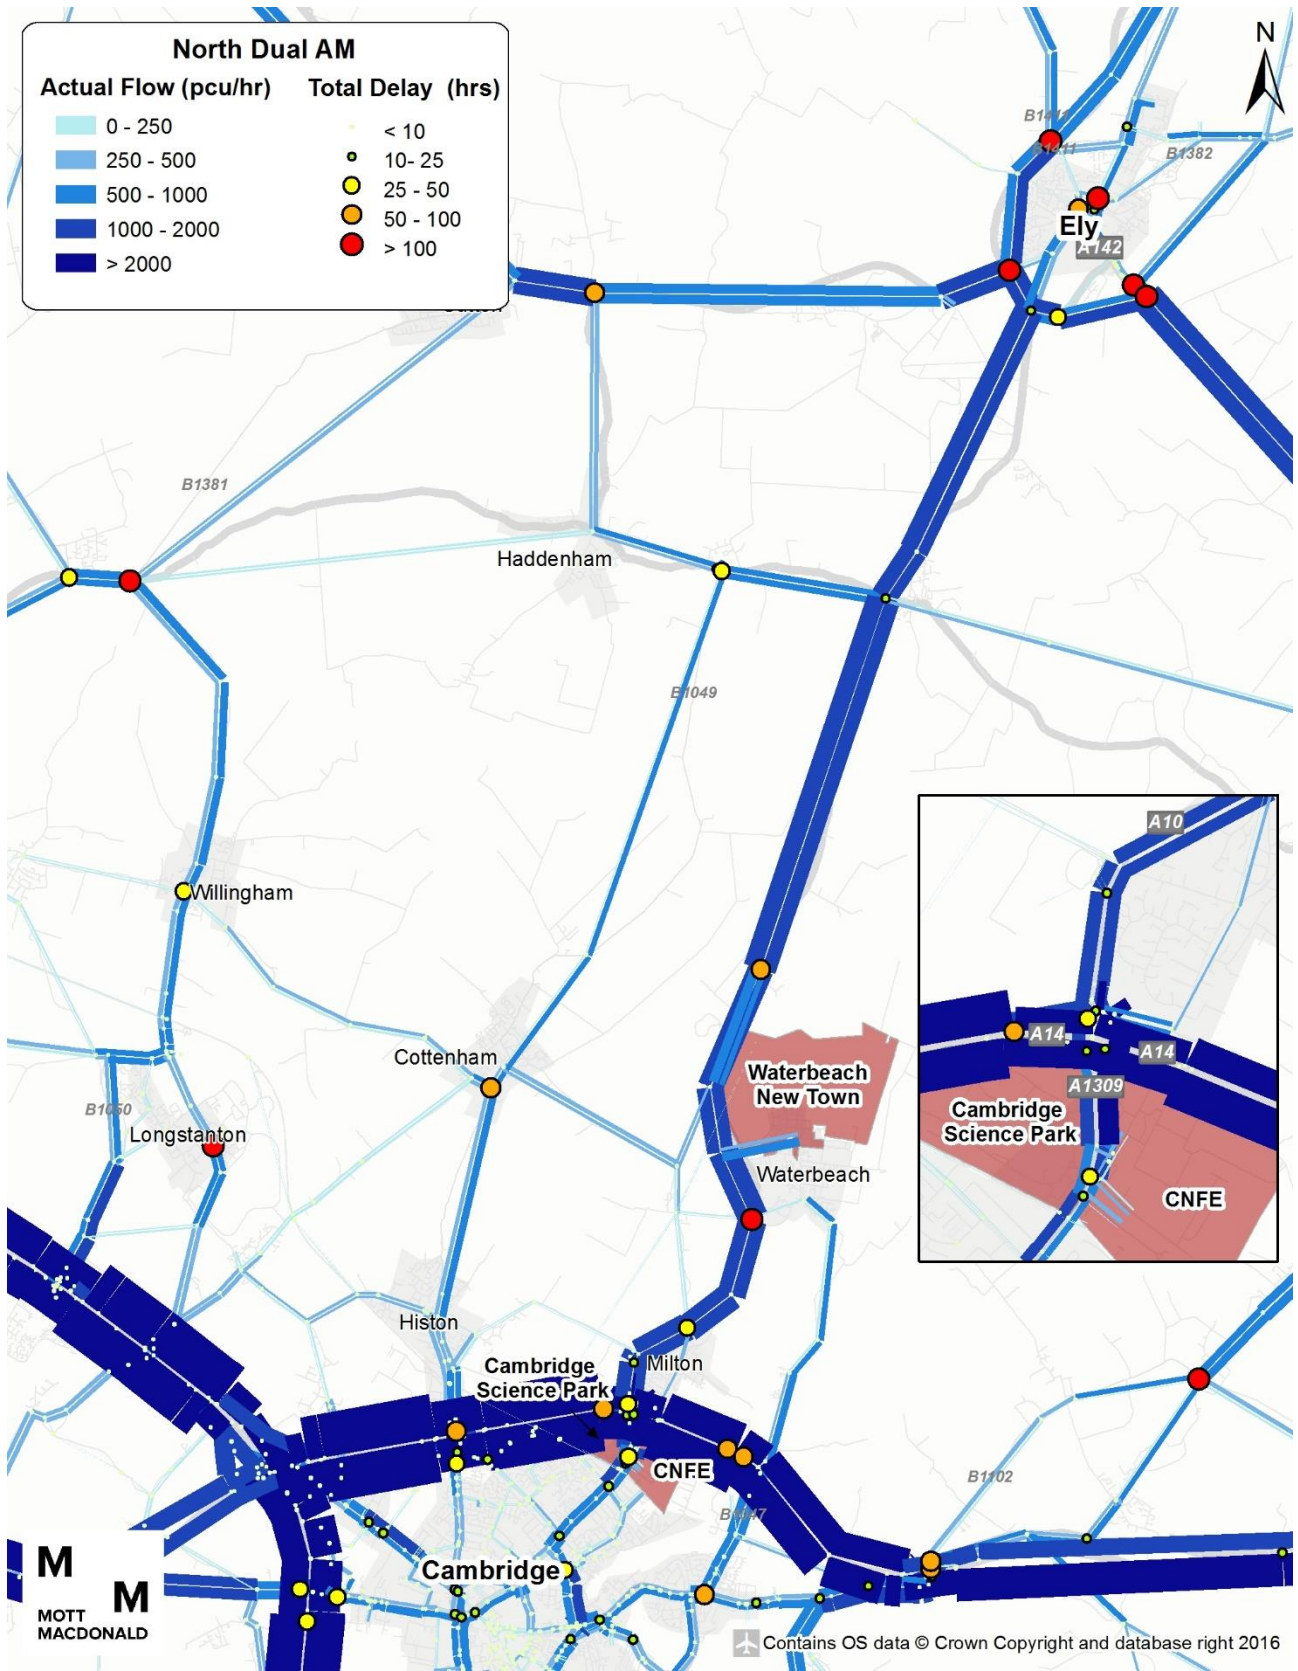 North Dual AM
Actual Flow (pcu/hr)
Total Delay (hrs)
0 - 250
250 - 500
500 - 1000
1000 - 2000
> 2000
< 10
10- 25
25 - 50
50 - 100
> 100
N
B1411
B1382
Ely
A142
B1381
Haddenham
B1049
Willingham
A10
Cottenham
Waterbeach
New Town
A14
A14
A1309
Cambridge
Science Park
CNFE
B1050
Longstanton
Waterbeach
Histon
Milton
Cambridge
Science Park
CNFE
B1102
B1047
Cambridge
M
M
MOTT
MACDONALD
Contains OS data © Crown Copyright and database right 2016